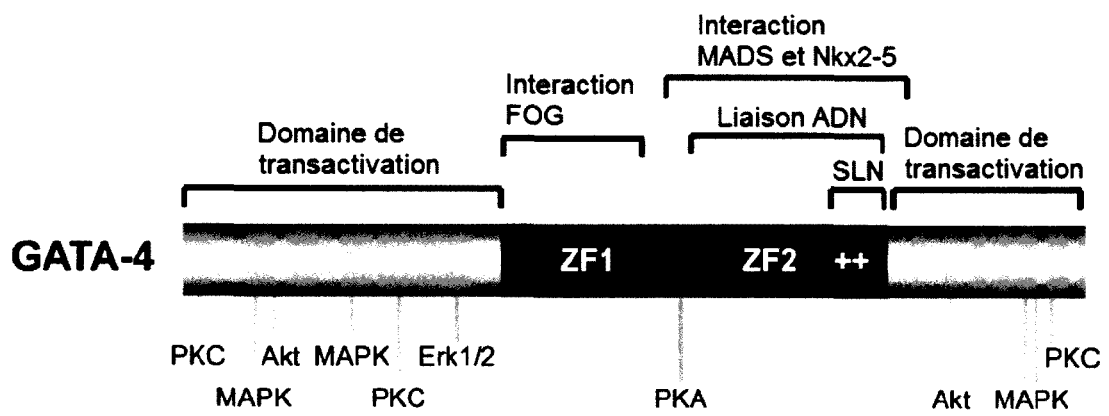 Interaction
MADS et Nkx2-5
Interaction
FOG
Liaison ADN
Domaine de
transactivation
SLN
Domaine de
transactivation
GATA-4
ZF1
ZF2
++
PKC
Akt
MAPK
Erk1/2
PKC
MAPK
PKC
PKA
Akt
MAPK